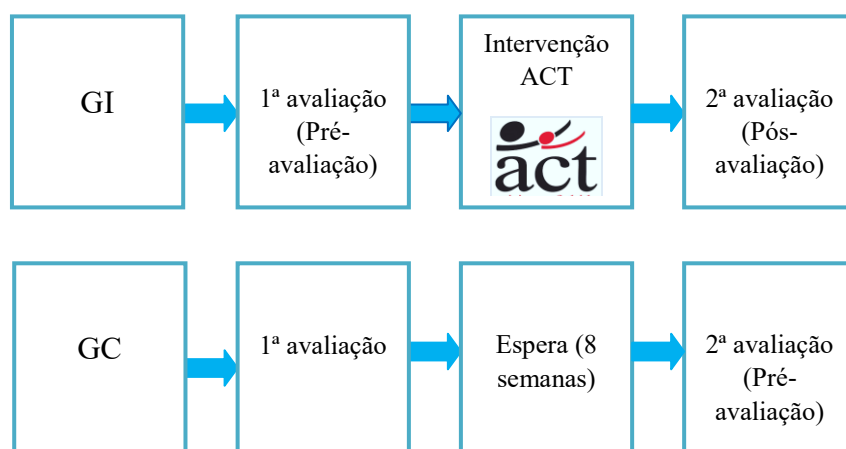 GI
1ª avaliação
(Pré-
avaliação)
Intervenção
ACT
act
2ª avaliação
(Pós-
avaliação)
GC
1ª avaliação
Espera (8
semanas)
2ª avaliação
(Pré-
avaliação)